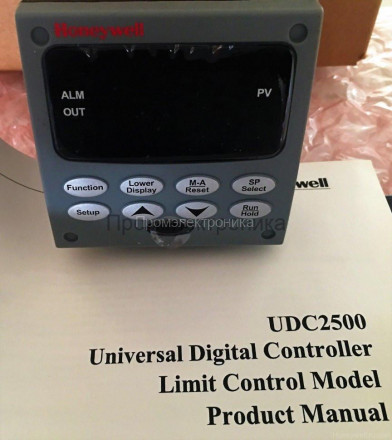 Honeywell
ALM
PV
OUT
Function
Lower Display
M-A Reset
SP Select
Setup
Run Hold
Промэлектроника
UDC2500
Universal Digital Controller
Limit Control Model
Product Manual